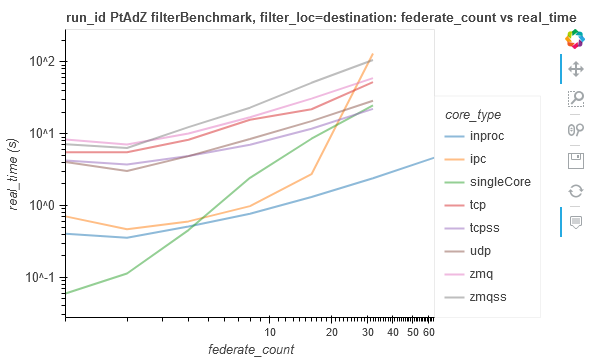 run_id PtAdZ filterBenchmark, filter_loc=destination: federate_count vs real_time
real_time (s)
10^2
10^1
10^0
10^-1
10
20
30
40
50
60
federate_count
core_type
inproc
ipc
singleCore
tcp
tcpss
udp
zmq
zmqss